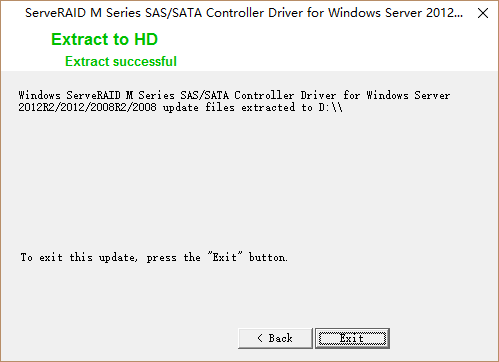 ServeRAID M Series SAS/SATA Controller Driver for Windows Server 2012...
Extract to HD
Extract successful
Windows ServeRAID M Series SAS/SATA Controller Driver for Windows Server
2012R2/2012/2008R2/2008 update files extracted to D:\\
To exit this update, press the "Exit" button.
< Back
Exit